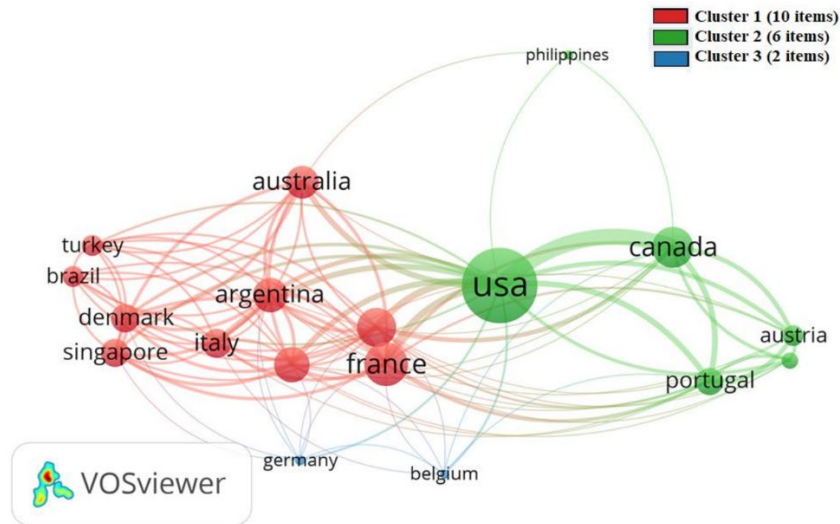 Cluster 1 (10 items)
Cluster 2 (6 items)
Cluster 3 (2 items)
philippines
australia
turkey
brazil
denmark
singapore
argentina
italy
france
usa
canada
austria
portugal
germany
belgium
VOSviewer